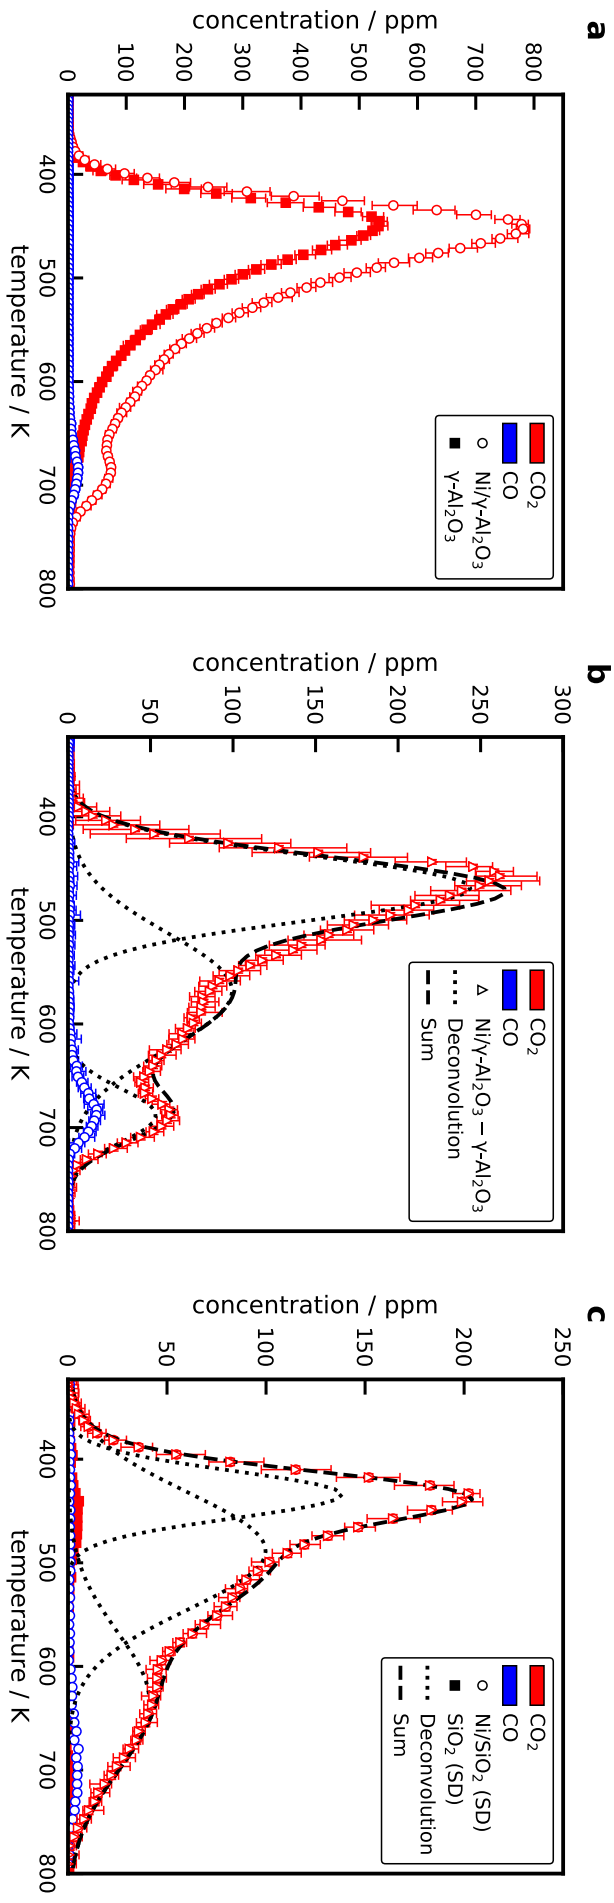 a
concentration / ppm
0
100
200
300
400
500
600
700
800
400
500
600
700
800
temperature / K
CO₂
CO
Ni/γ-Al₂O₃
γ-Al₂O₃
b
concentration / ppm
0
50
100
150
200
250
300
400
500
600
700
800
temperature / K
CO₂
CO
Ni/γ-Al₂O₃ − γ-Al₂O₃
Deconvolution
Sum
c
concentration / ppm
0
50
100
150
200
250
400
500
600
700
800
temperature / K
CO₂
CO
Ni/SiO₂ (SD)
SiO₂ (SD)
Deconvolution
Sum